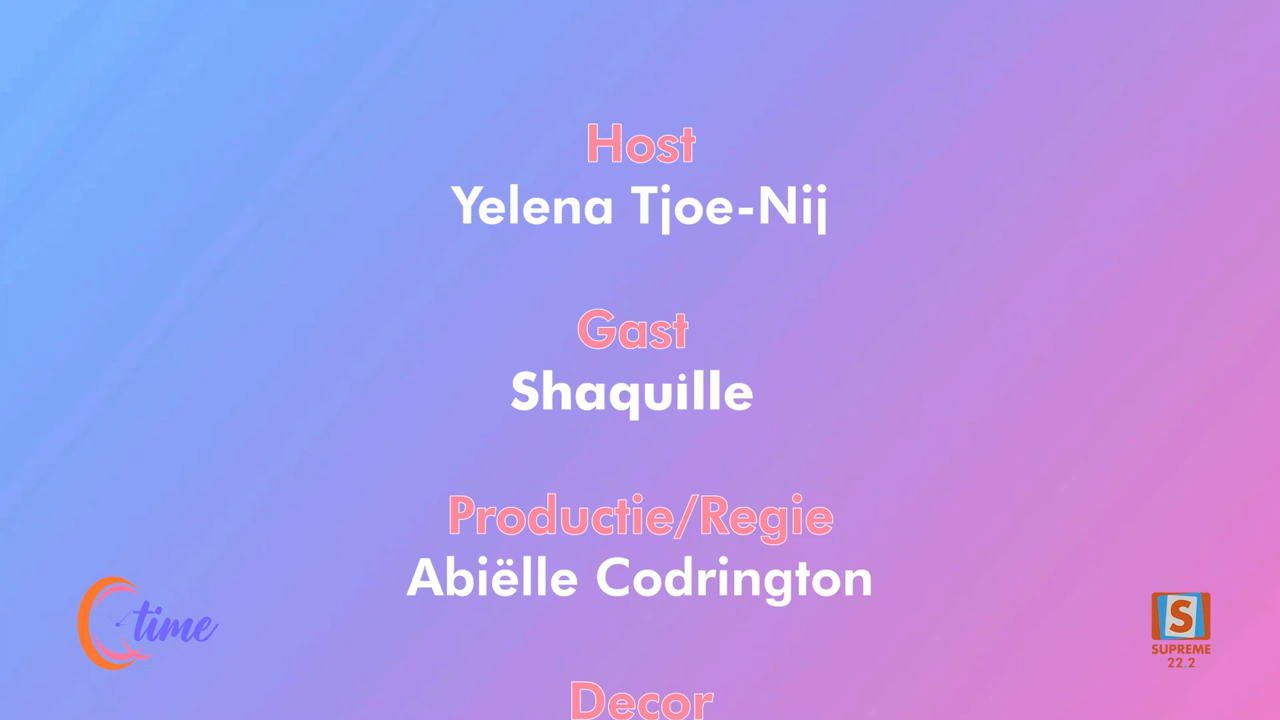 Host
Yelena Tjoe-Nij
Gast
Shaquille
Productie/Regie
Abiëlle Codrington
Q-time
S
SUPREME
22.2
Decor